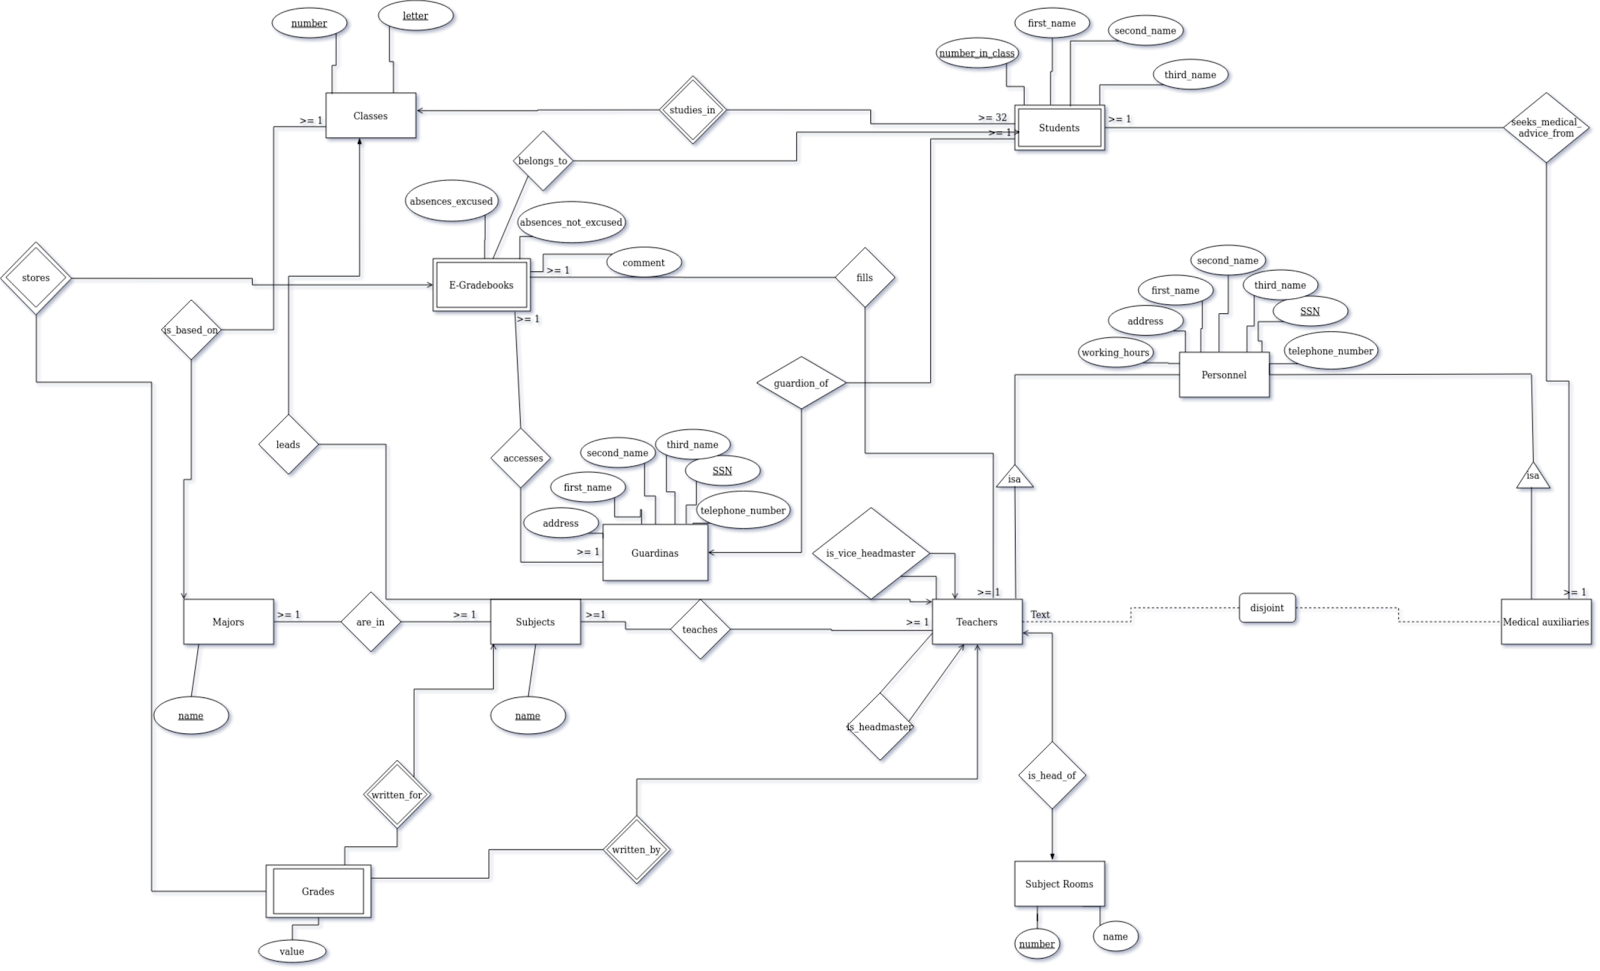 number
letter
first_name
second_name
number_in_class
third_name
Classes
studies_in
>= 32
Students
>= 1
seeks_medical_
advice_from
>= 1
>= 1
belongs_to
absences_excused
absences_not_excused
comment
second_name
stores
E-Gradebooks
>= 1
fills
first_name
third_name
SSN
address
is_based_on
>= 1
working_hours
telephone_number
Personnel
guardion_of
leads
accesses
second_name
third_name
SSN
first_name
telephone_number
address
isa
isa
>= 1
Guardinas
is_vice_headmaster
>= 1
>= 1
Majors
>= 1
are_in
>= 1
Subjects
>=1
teaches
>= 1
Teachers
Text
disjoint
Medical auxiliaries
name
name
is_headmaster
is_head_of
written_for
written_by
Grades
Subject Rooms
value
number
name